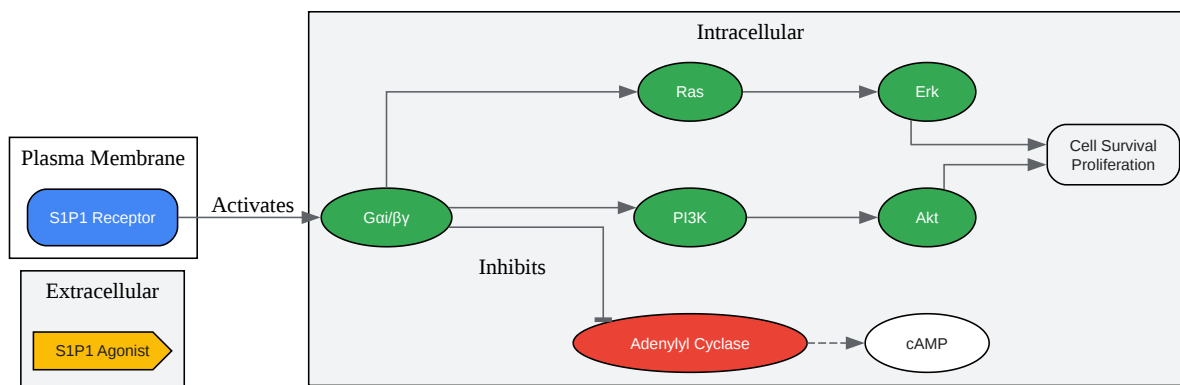 Intracellular
Ras
Erk
Plasma Membrane
S1P1 Receptor
Activates
Gαi/βγ
PI3K
Akt
Cell Survival
Proliferation
Inhibits
Extracellular
S1P1 Agonist
Adenylyl Cyclase
cAMP